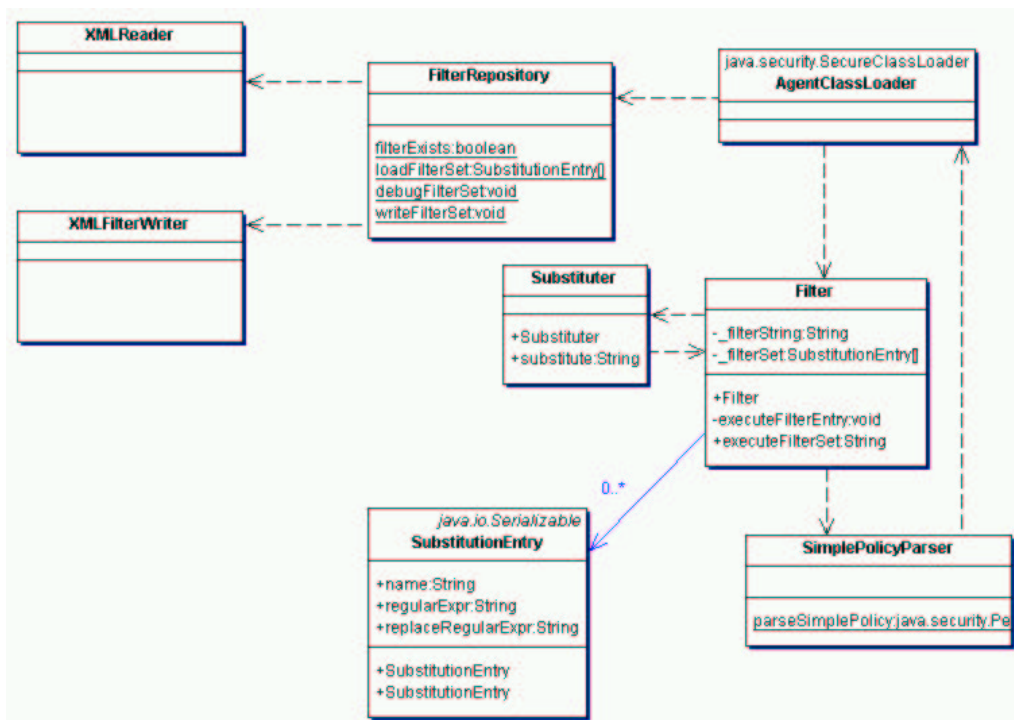 XMLReader
FilterRepository
filterExists:boolean
loadFilterSet:SubstitutionEntry[]
debugFilterSet:void
writeFilterSet:void
java.security.SecureClassLoader
AgentClassLoader
XMLFilterWriter
Substituter
+Substituter
+substitute:String
Filter
-_filterString:String
-_filterSet:SubstitutionEntry[]
+Filter
-executeFilterEntry:void
+executeFilterSet:String
0..*
java.io.Serializable
SubstitutionEntry
+name:String
+regularExpr:String
+replaceRegularExpr:String
+SubstitutionEntry
+SubstitutionEntry
SimplePolicyParser
parseSimplePolicy:java.security.Pe